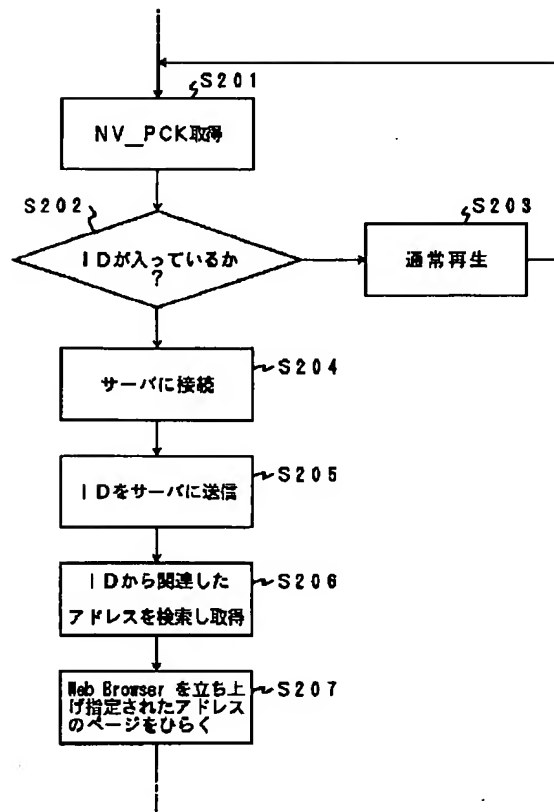 S201
NV_PCK取得
S202
IDが入っているか
?
S203
通常再生
サーバに接続
S204
IDをサーバに送信
S205
IDから関連した
アドレスを検索し取得
S206
Web Browser を立ち上
げ指定されたアドレス
のページをひらく
S207